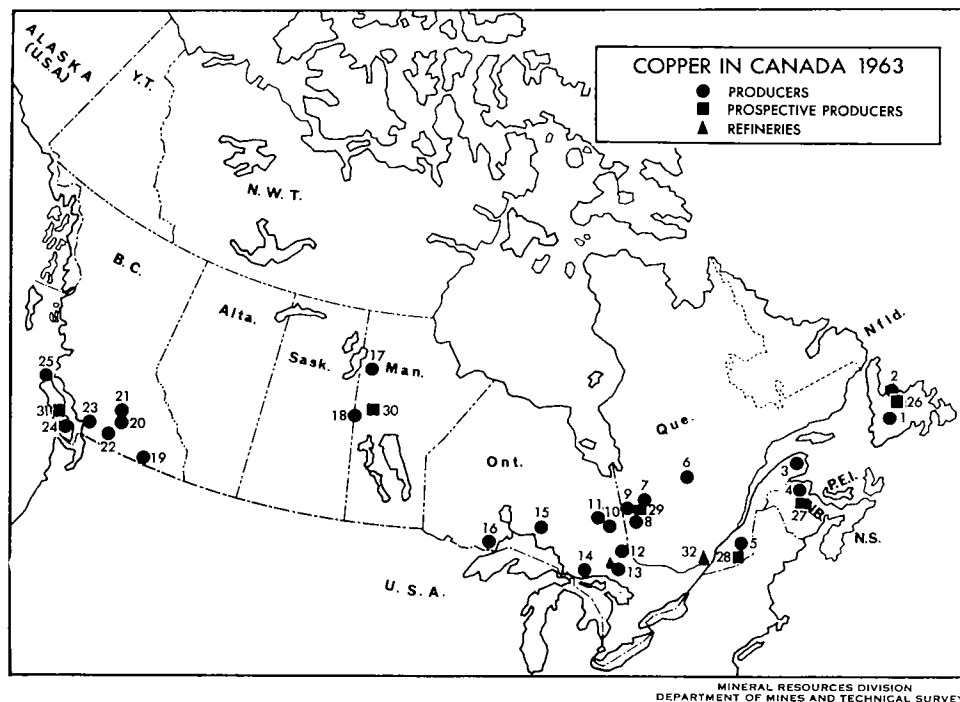 COPPER IN CANADA 1963
PRODUCERS
PROSPECTIVE PRODUCERS
REFINERIES
ALASKA
(U.S.A.)
Y.T.
N.W.T.
B.C.
Alta.
Sask.
Man.
Ont.
Que.
Nfld.
P.E.I.
N.B.
N.S.
U.S.A.
25
31
24
23
21
20
22
19
17
18
30
16
15
11
10
14
9
7
29
8
12
13
6
32
28
5
3
4
27
2
26
1
MINERAL RESOURCES DIVISION
DEPARTMENT OF MINES AND TECHNICAL SURVEY